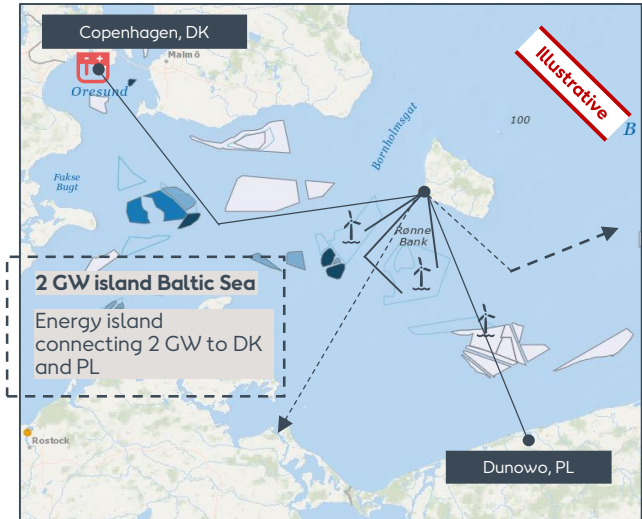 Copenhagen, DK
Malmö
Oresund
Illustrative
100
B
Bornholmsgat
Fakse
Bugt
Rønne
Bank
2 GW island Baltic Sea
Energy island
connecting 2 GW to DK
and PL
Rostock
Dunowo, PL